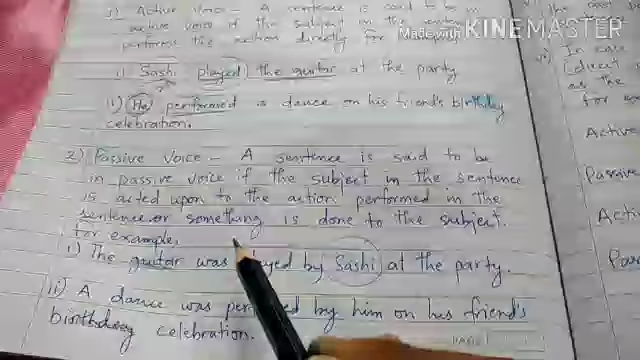 1) Active Voice - A sentence is said to be in
active voice if the subject in the
performs the action directly for
Made with KINEMASTER
i) Sashi played the guitar at the party
ii) He performed a dance on his friend's birthday
celebration.
2) Passive Voice - A sentence is said to be
in passive voice if the subject in the sentence
is acted upon to the action performed in the
sentence or something is done to the subject.
for example,
i) The guitar was played by Sashi at the party.
ii) A dance was performed by him on his friend's
birthday celebration.
In case
as the
for
Active
Passive
Active